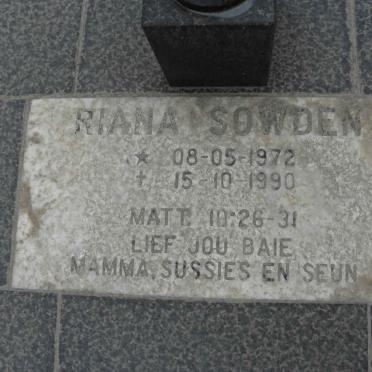 RIANA SOWDEN
★ 08-05-1972
† 15-10-1990
MATT. 10:26-31
LIEF JOU BAIE
MAMMA, SUSSIES EN SEUN